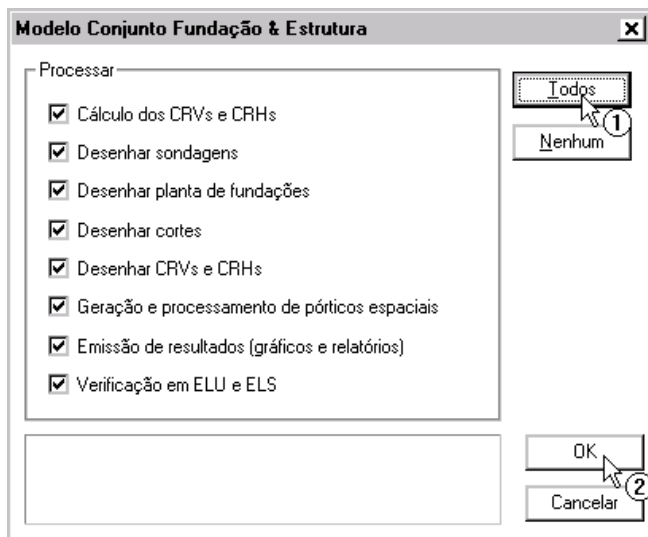 Modelo Conjunto Fundação & Estrutura
Processar
Cálculo dos CRVs e CRHs
Desenhar sondagens
Desenhar planta de fundações
Desenhar cortes
Desenhar CRVs e CRHs
Geração e processamento de pórticos espaciais
Emissão de resultados (gráficos e relatórios)
Verificação em ELU e ELS
Todos
1
Nenhum
OK
2
Cancelar